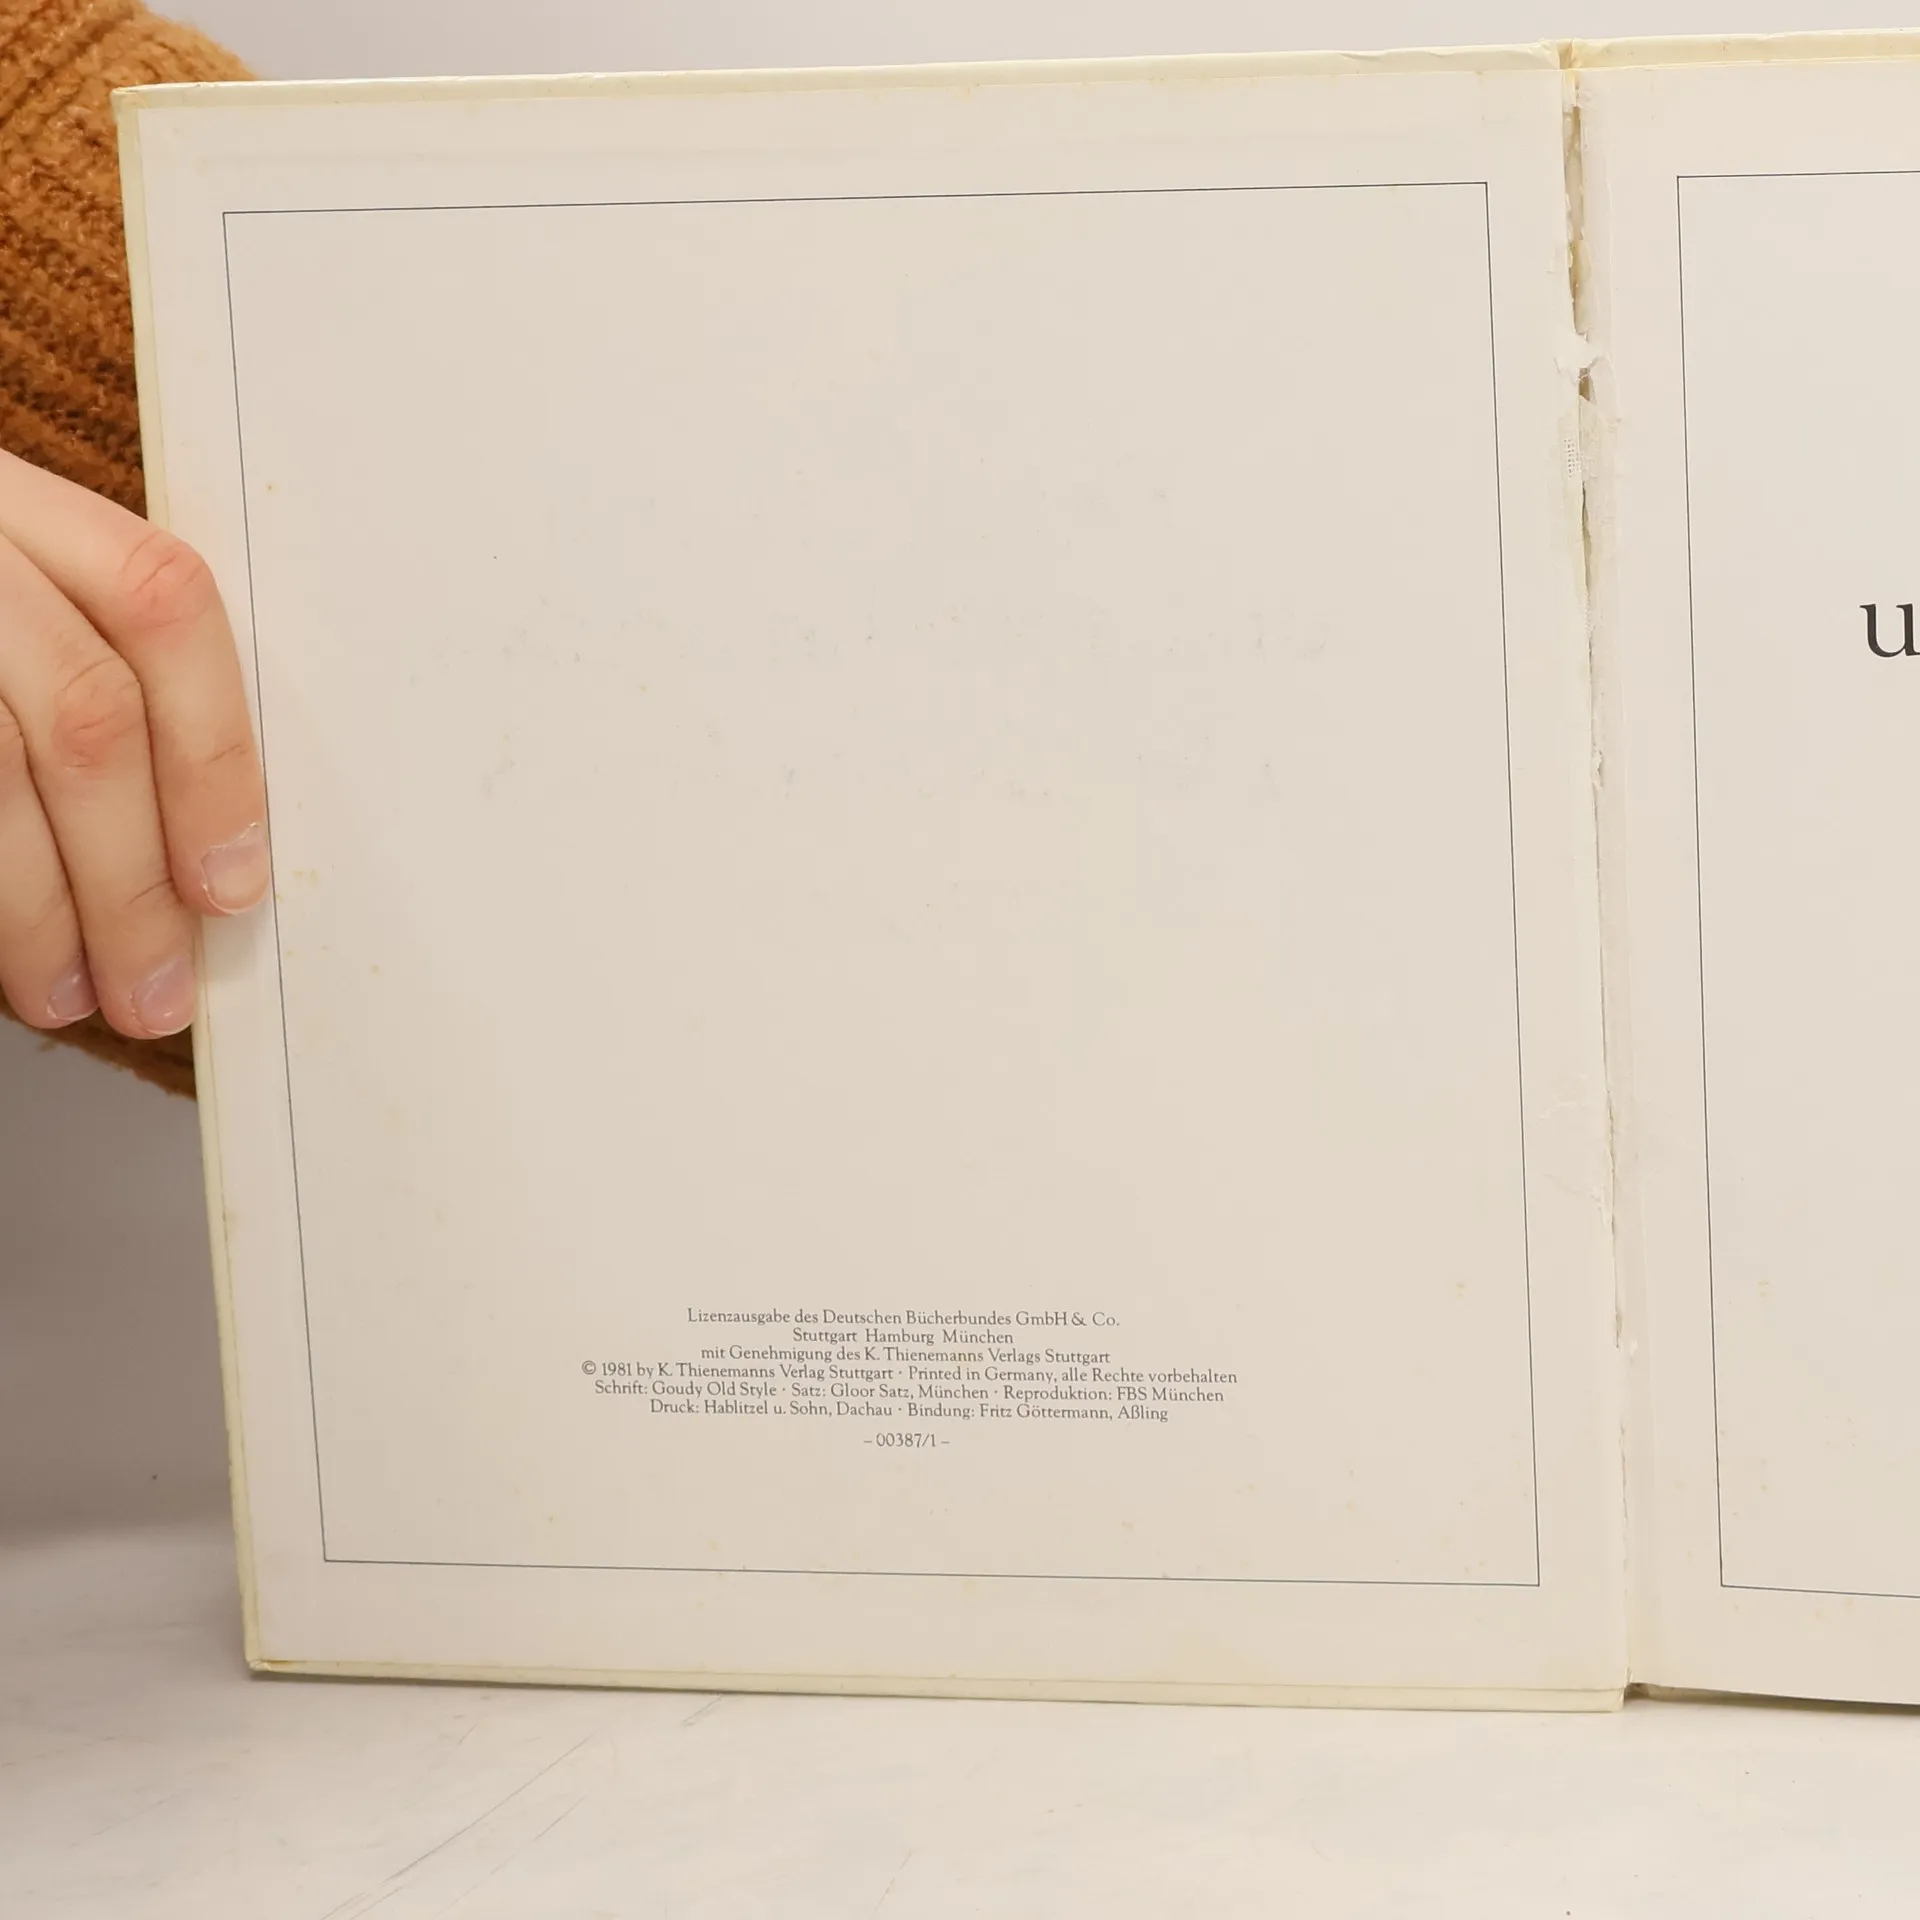 Lizenzausgabe des Deutschen Bücherbundes GmbH & Co.
Stuttgart Hamburg München
mit Genehmigung des K. Thienemanns Verlags Stuttgart
© 1981 by K. Thienemanns Verlag Stuttgart · Printed in Germany, alle Rechte vorbehalten
Schrift: Goudy Old Style · Satz: Gloor Satz, München · Reproduktion: FBS München
Druck: Hablitzel u. Sohn, Dachau · Bindung: Fritz Göttermann, Aßling
– 00387/1 –
u